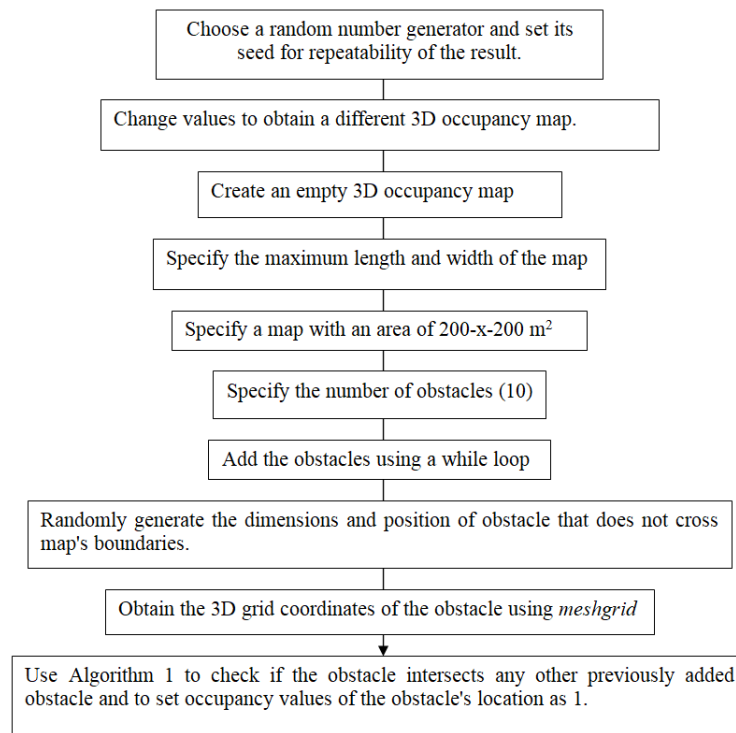 Choose a random number generator and set its
seed for repeatability of the result.
Change values to obtain a different 3D occupancy map.
Create an empty 3D occupancy map
Specify the maximum length and width of the map
Specify a map with an area of 200-x-200 m²
Specify the number of obstacles (10)
Add the obstacles using a while loop
Randomly generate the dimensions and position of obstacle that does not cross
map's boundaries.
Obtain the 3D grid coordinates of the obstacle using meshgrid
Use Algorithm 1 to check if the obstacle intersects any other previously added
obstacle and to set occupancy values of the obstacle's location as 1.